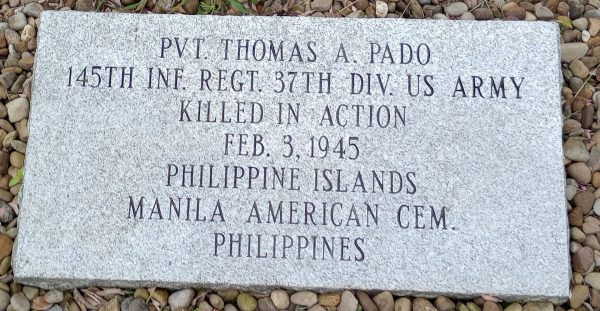 PVT. THOMAS A. PADO
145TH INF. REGT. 37TH DIV. US ARMY
KILLED IN ACTION
FEB. 3, 1945
PHILIPPINE ISLANDS
MANILA AMERICAN CEM.
PHILIPPINES